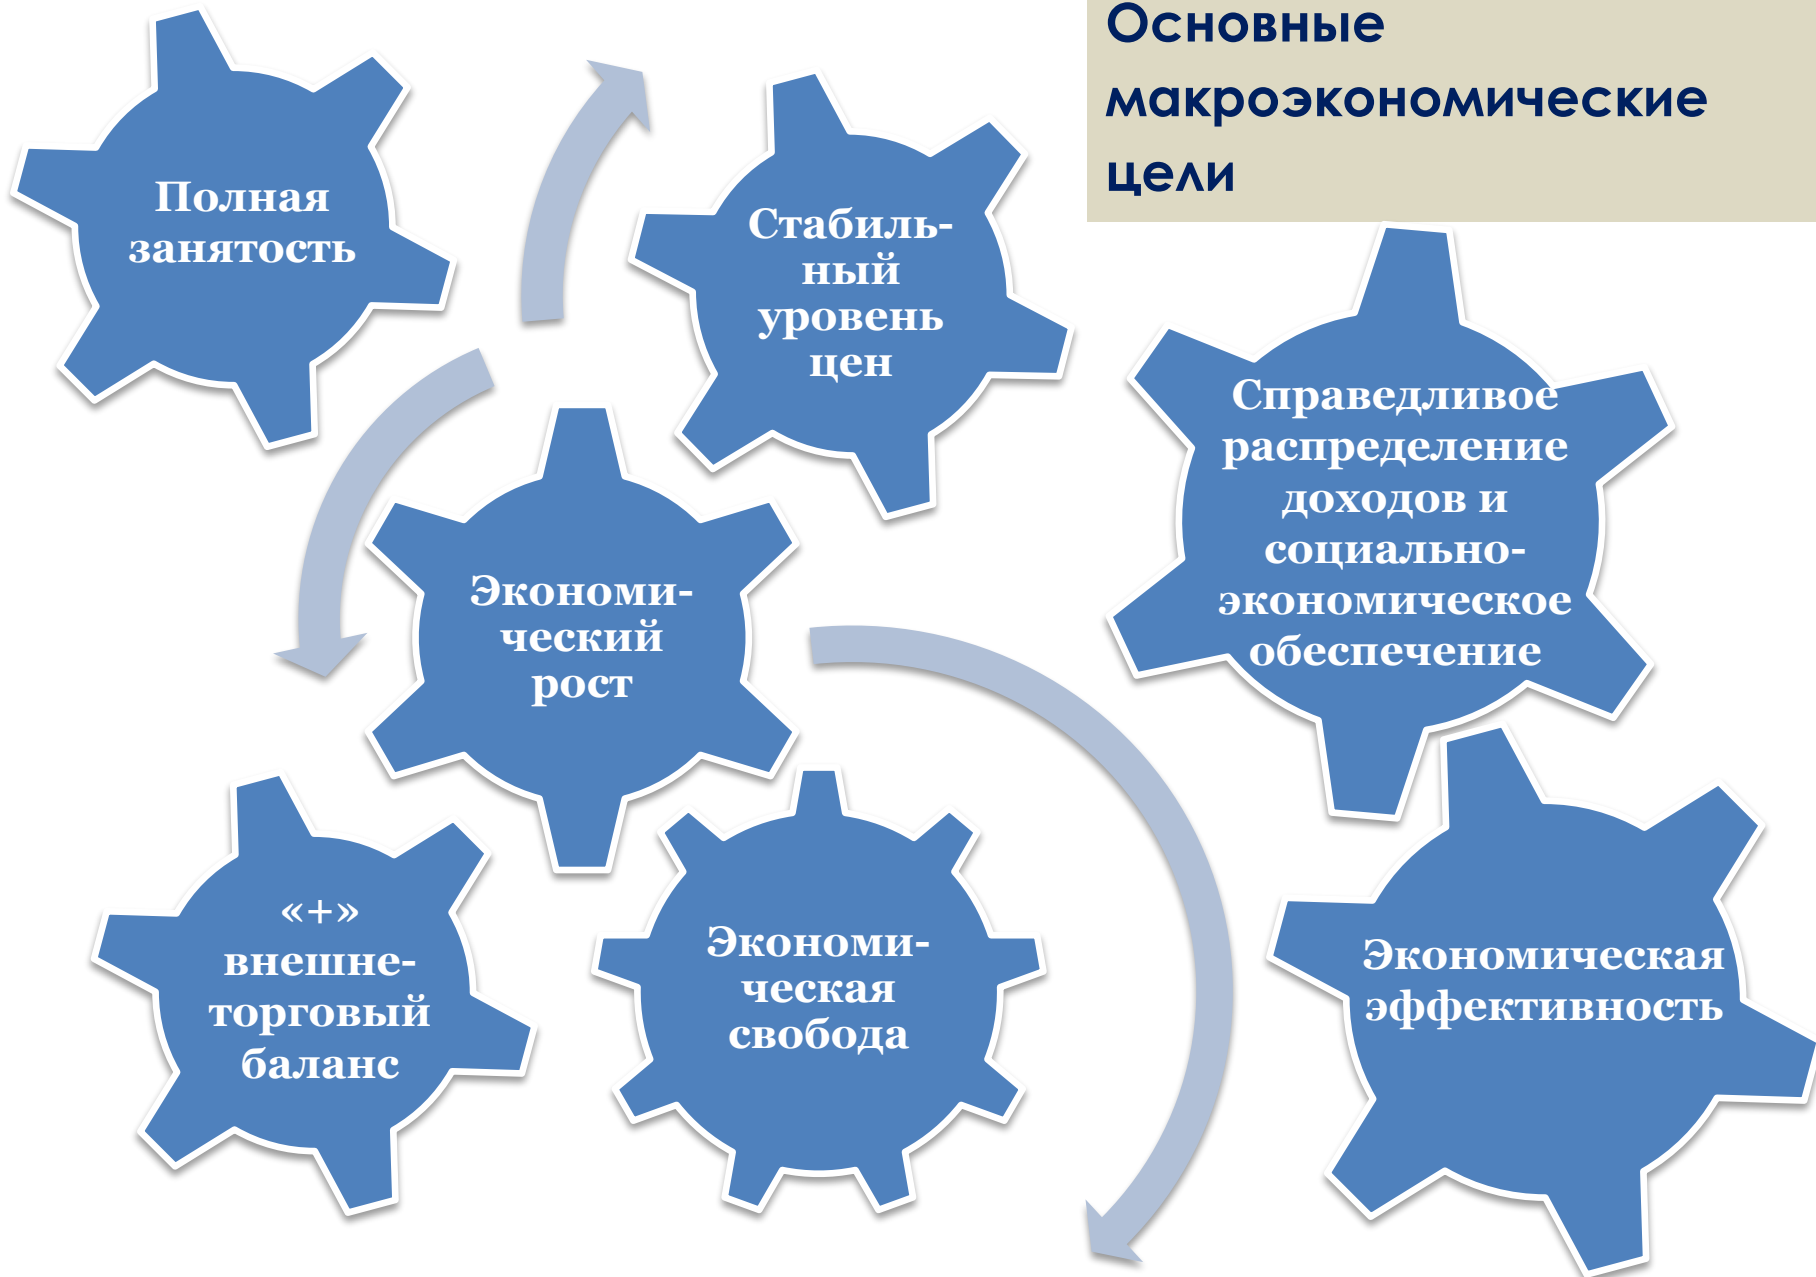 Основные
макроэкономические
цели
Полная
занятость
Стабиль-
ный
уровень
цен
Справедливое
распределение
доходов и
социально-
экономическое
обеспечение
Экономи-
ческий
рост
«+»
внешне-
торговый
баланс
Экономи-
ческая
свобода
Экономическая
эффективность